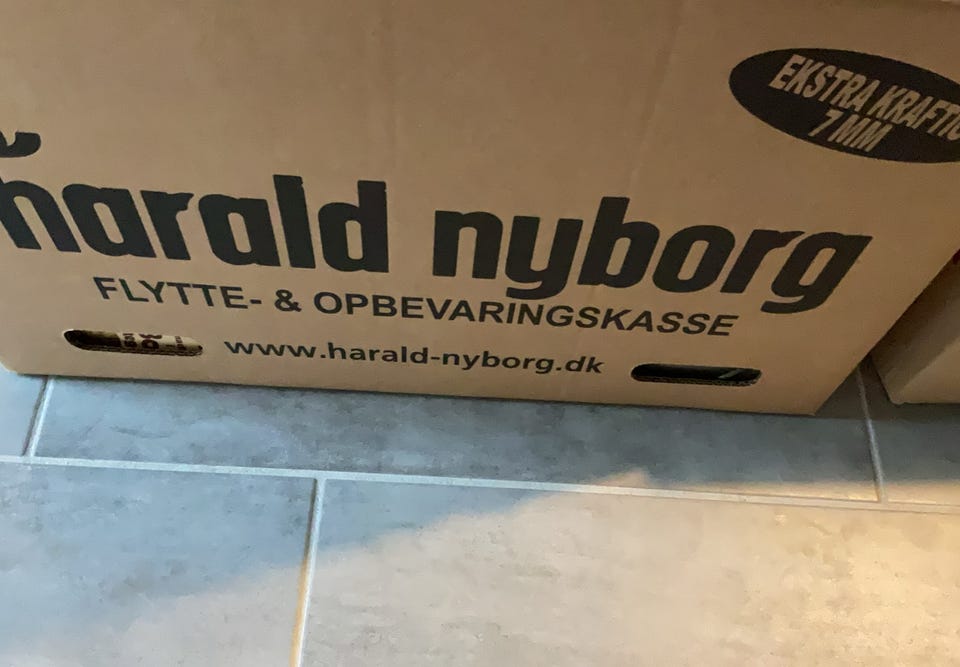 EKSTRA KRAFTIG
7 MM
harald nyborg
FLYTTE- & OPBEVARINGSKASSE
www.harald-nyborg.dk